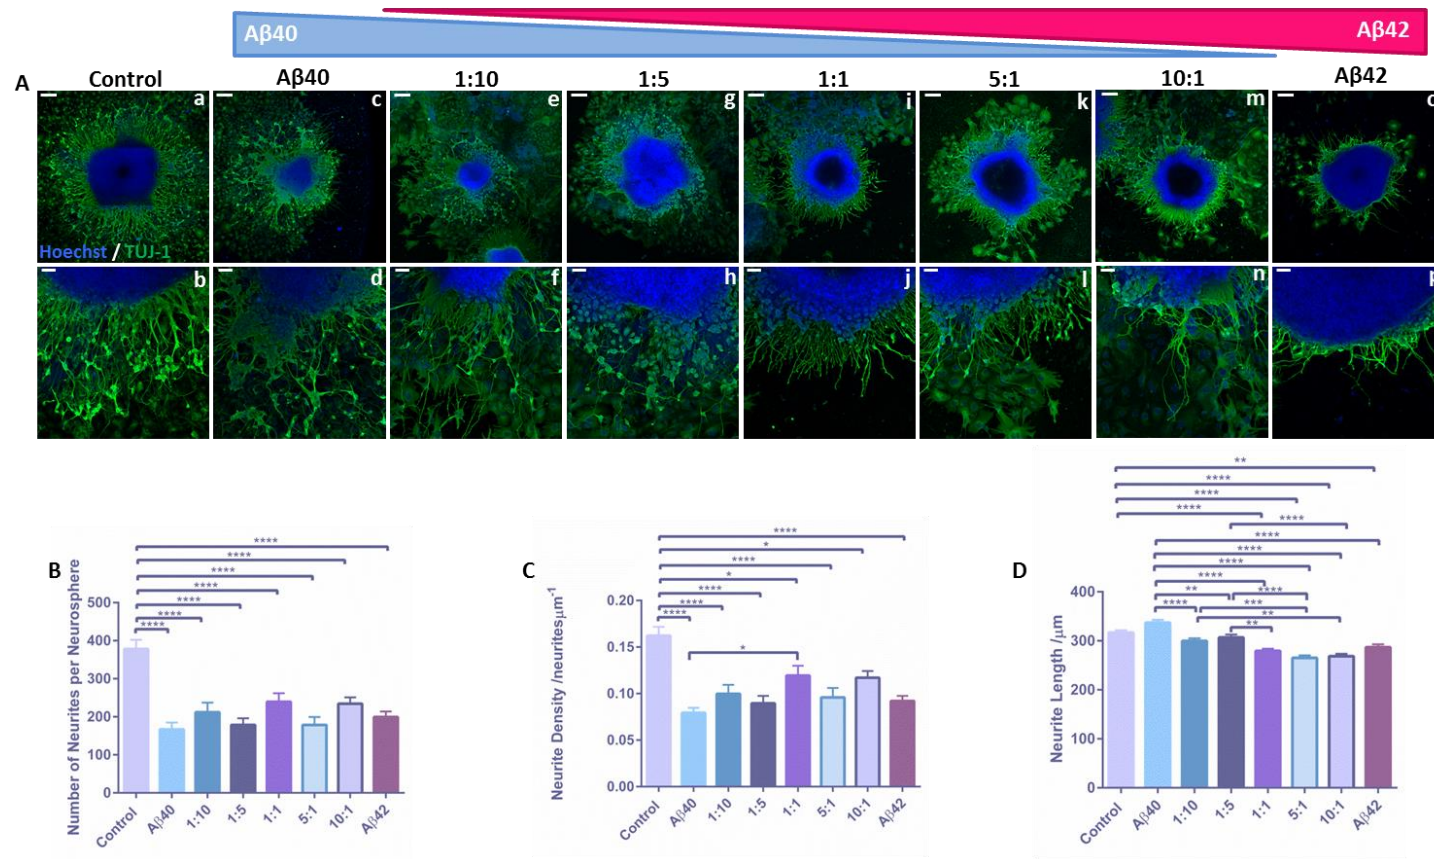 Aβ40
Aβ42
A
Control Aβ40 1:10 1:5 1:1 5:1 10:1 Aβ42
a c e g i k m
Hoechst / TUJ-1
b d f h j l n p
B
Number of Neurites per Neurosphere
****
****
****
****
****
****
****
500
400
300
200
100
0
Control Aβ40 1:10 1:5 1:1 5:1 10:1 Aβ42
C
Neurite Density /neuritesμm-1
****
*
****
*
****
****
****
*
0.20
0.15
0.10
0.05
0.00
Control Aβ40 1:10 1:5 1:1 5:1 10:1 Aβ42
D
Neurite Length /μm
**
****
****
****
****
****
****
****
****
** ****
**** ***
**
**
400
300
200
100
0
Control Aβ40 1:10 1:5 1:1 5:1 10:1 Aβ42